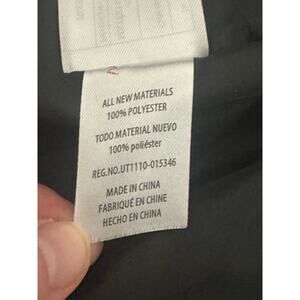 ALL NEW MATERIALS
100% POLYESTER
TODO MATERIAL NUEVO
100% poliéster
REG.NO.UT1110-015346
MADE IN CHINA
FABRIQUÉ EN CHINE
HECHO EN CHINA